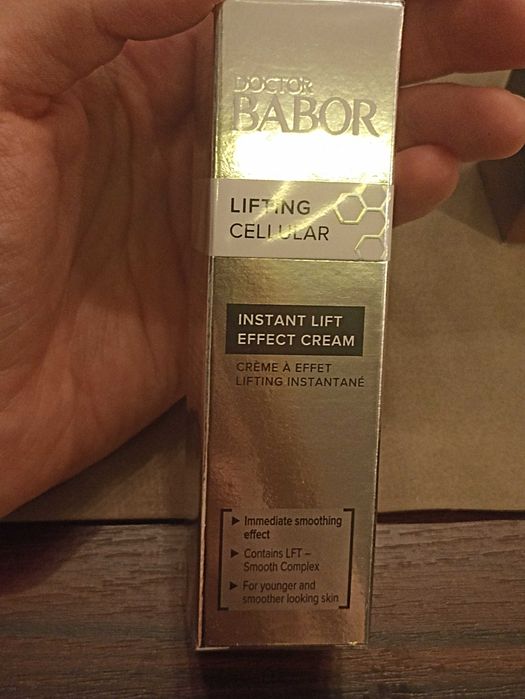 DOCTOR
BABOR
LIFTING
CELLULAR
INSTANT LIFT
EFFECT CREAM
CRÈME À EFFET
LIFTING INSTANTANÉ
▶ Immediate smoothing
effect
▶ Contains LFT –
Smooth Complex
▶ For younger and
smoother looking skin